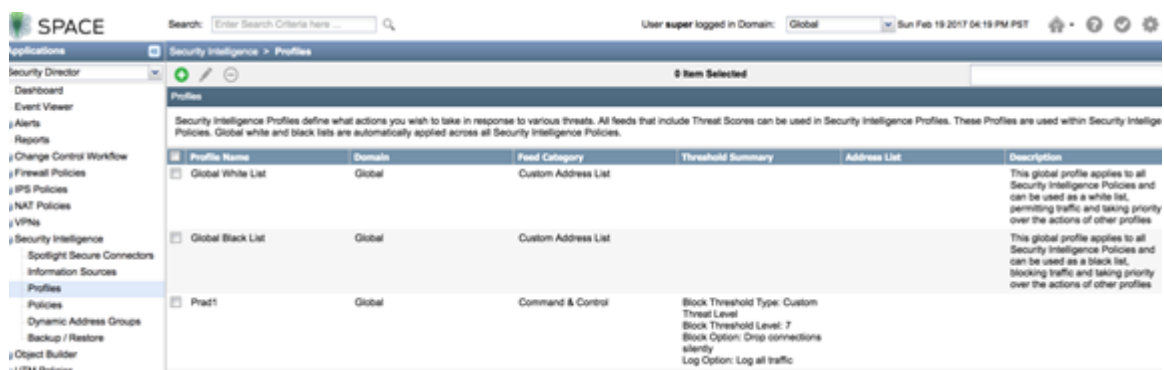 SPACE
Search: Enter Search Criteria here ...
User super logged in Domain: Global
Sun Feb 19 2017 04:19 PM PST
Applications
Security Intelligence > Profiles
Security Director
0 Item Selected
Dashboard
Event Viewer
Alerts
Reports
Change Control Workflow
Firewall Policies
IPS Policies
NAT Policies
VPNs
Security Intelligence
Spotlight Secure Connectors
Information Sources
Profiles
Policies
Dynamic Address Groups
Backup / Restore
Object Builder
UTM Policies
Profiles
Security Intelligence Profiles define what actions you wish to take in response to various threats. All feeds that include Threat Scores can be used in Security Intelligence Profiles. These Profiles are used within Security Intellige
Policies. Global white and black lists are automatically applied across all Security Intelligence Policies.
Profile Name Domain Feed Category Threshold Summary Address List Description
Global White List Global Custom Address List
This global profile applies to all
Security Intelligence Policies and
can be used as a white list,
permitting traffic and taking priority
over the actions of other profiles
Global Black List Global Custom Address List
This global profile applies to all
Security Intelligence Policies and
can be used as a black list,
blocking traffic and taking priority
over the actions of other profiles
Prad1 Global Command & Control
Block Threshold Type: Custom
Threat Level
Block Threshold Level: 7
Block Option: Drop connections
silently
Log Option: Log all traffic